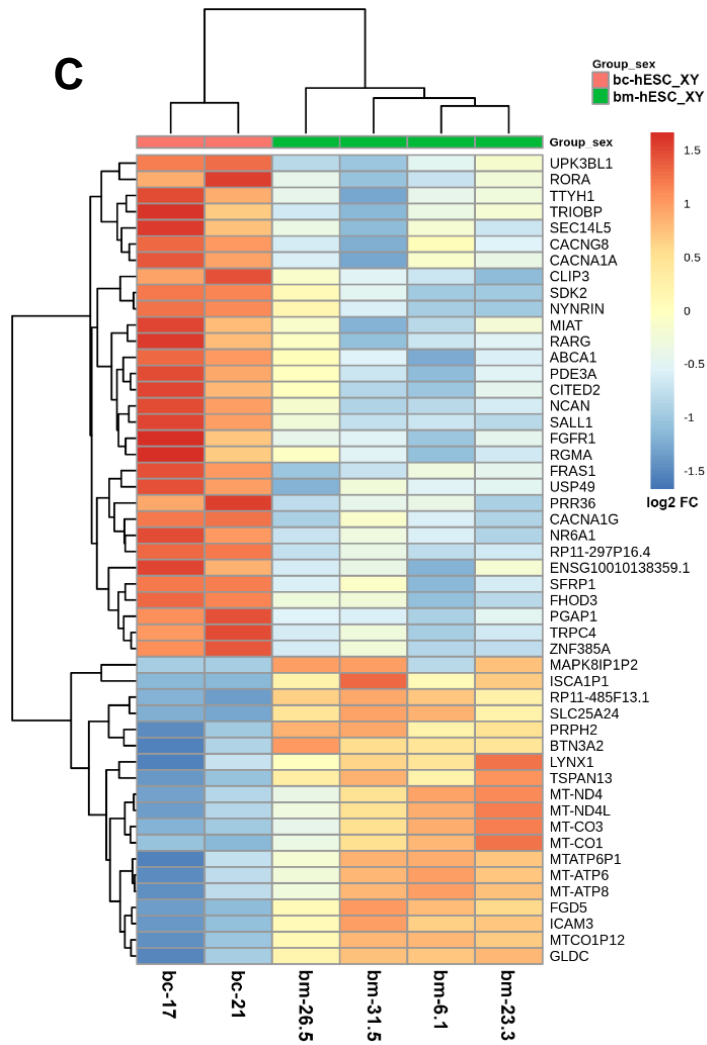 C
Group_sex
bc-hESC_XY
bm-hESC_XY
Group_sex
1.5
1
0.5
0
-0.5
-1
-1.5
log2 FC
UPK3BL1
RORA
TTYH1
TRIOBP
SEC14L5
CACNG8
CACNA1A
CLIP3
SDK2
NYNRIN
MIAT
RARG
ABCA1
PDE3A
CITED2
NCAN
SALL1
FGFR1
RGMA
FRAS1
USP49
PRR36
CACNA1G
NR6A1
RP11-297P16.4
ENSG10010138359.1
SFRP1
FHOD3
PGAP1
TRPC4
ZNF385A
MAPK8IP1P2
ISCA1P1
RP11-485F13.1
SLC25A24
PRPH2
BTN3A2
LYNX1
TSPAN13
MT-ND4
MT-ND4L
MT-CO3
MT-CO1
MTATP6P1
MT-ATP6
MT-ATP8
FGD5
ICAM3
MTCO1P12
GLDC
bc-17
bc-21
bm-26.5
bm-31.5
bm-6.1
bm-23.3